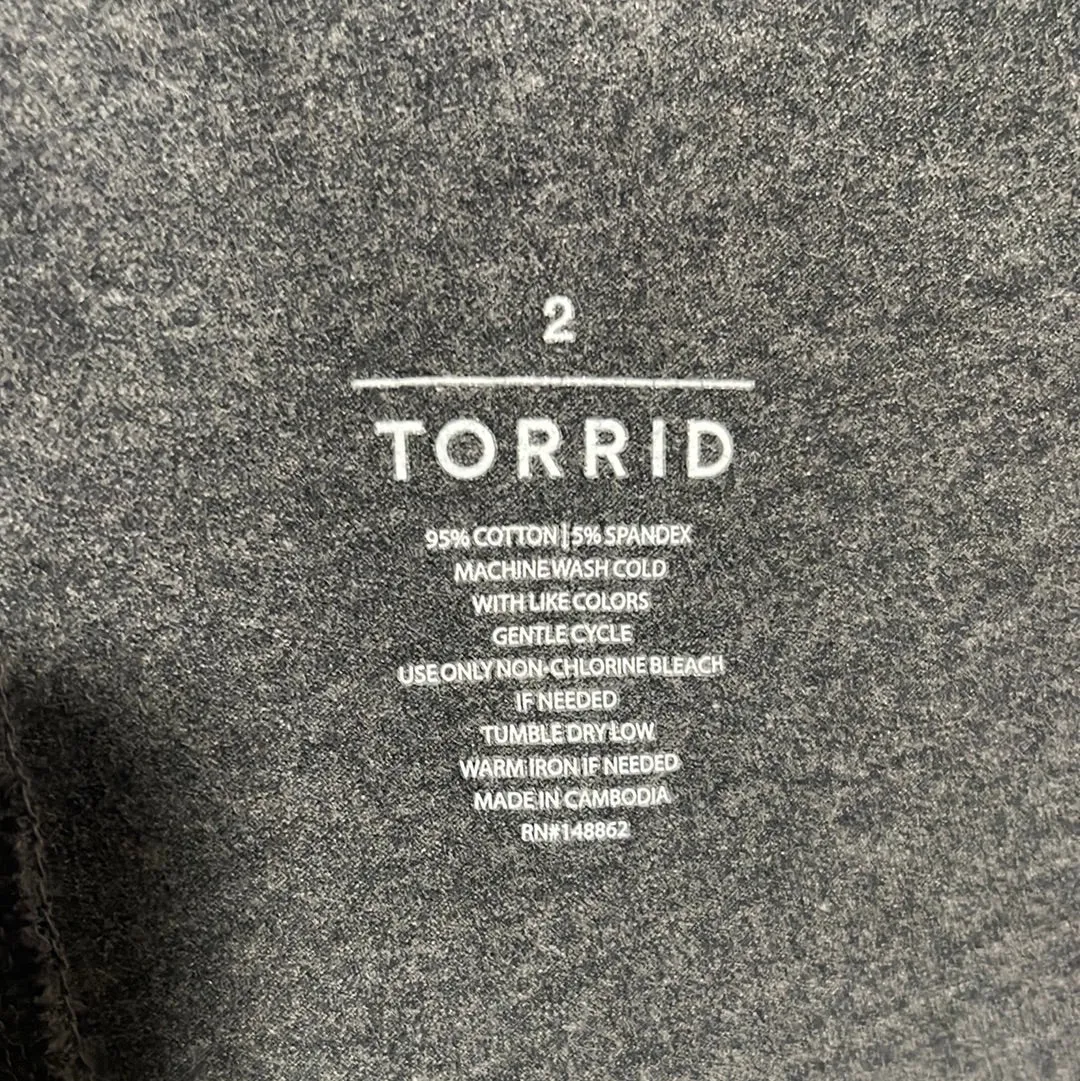 2
TORRID
95% COTTON | 5% SPANDEX
MACHINE WASH COLD
WITH LIKE COLORS
GENTLE CYCLE
USE ONLY NON-CHLORINE BLEACH
IF NEEDED
TUMBLE DRY LOW
WARM IRON IF NEEDED
MADE IN CAMBODIA
RN#148862